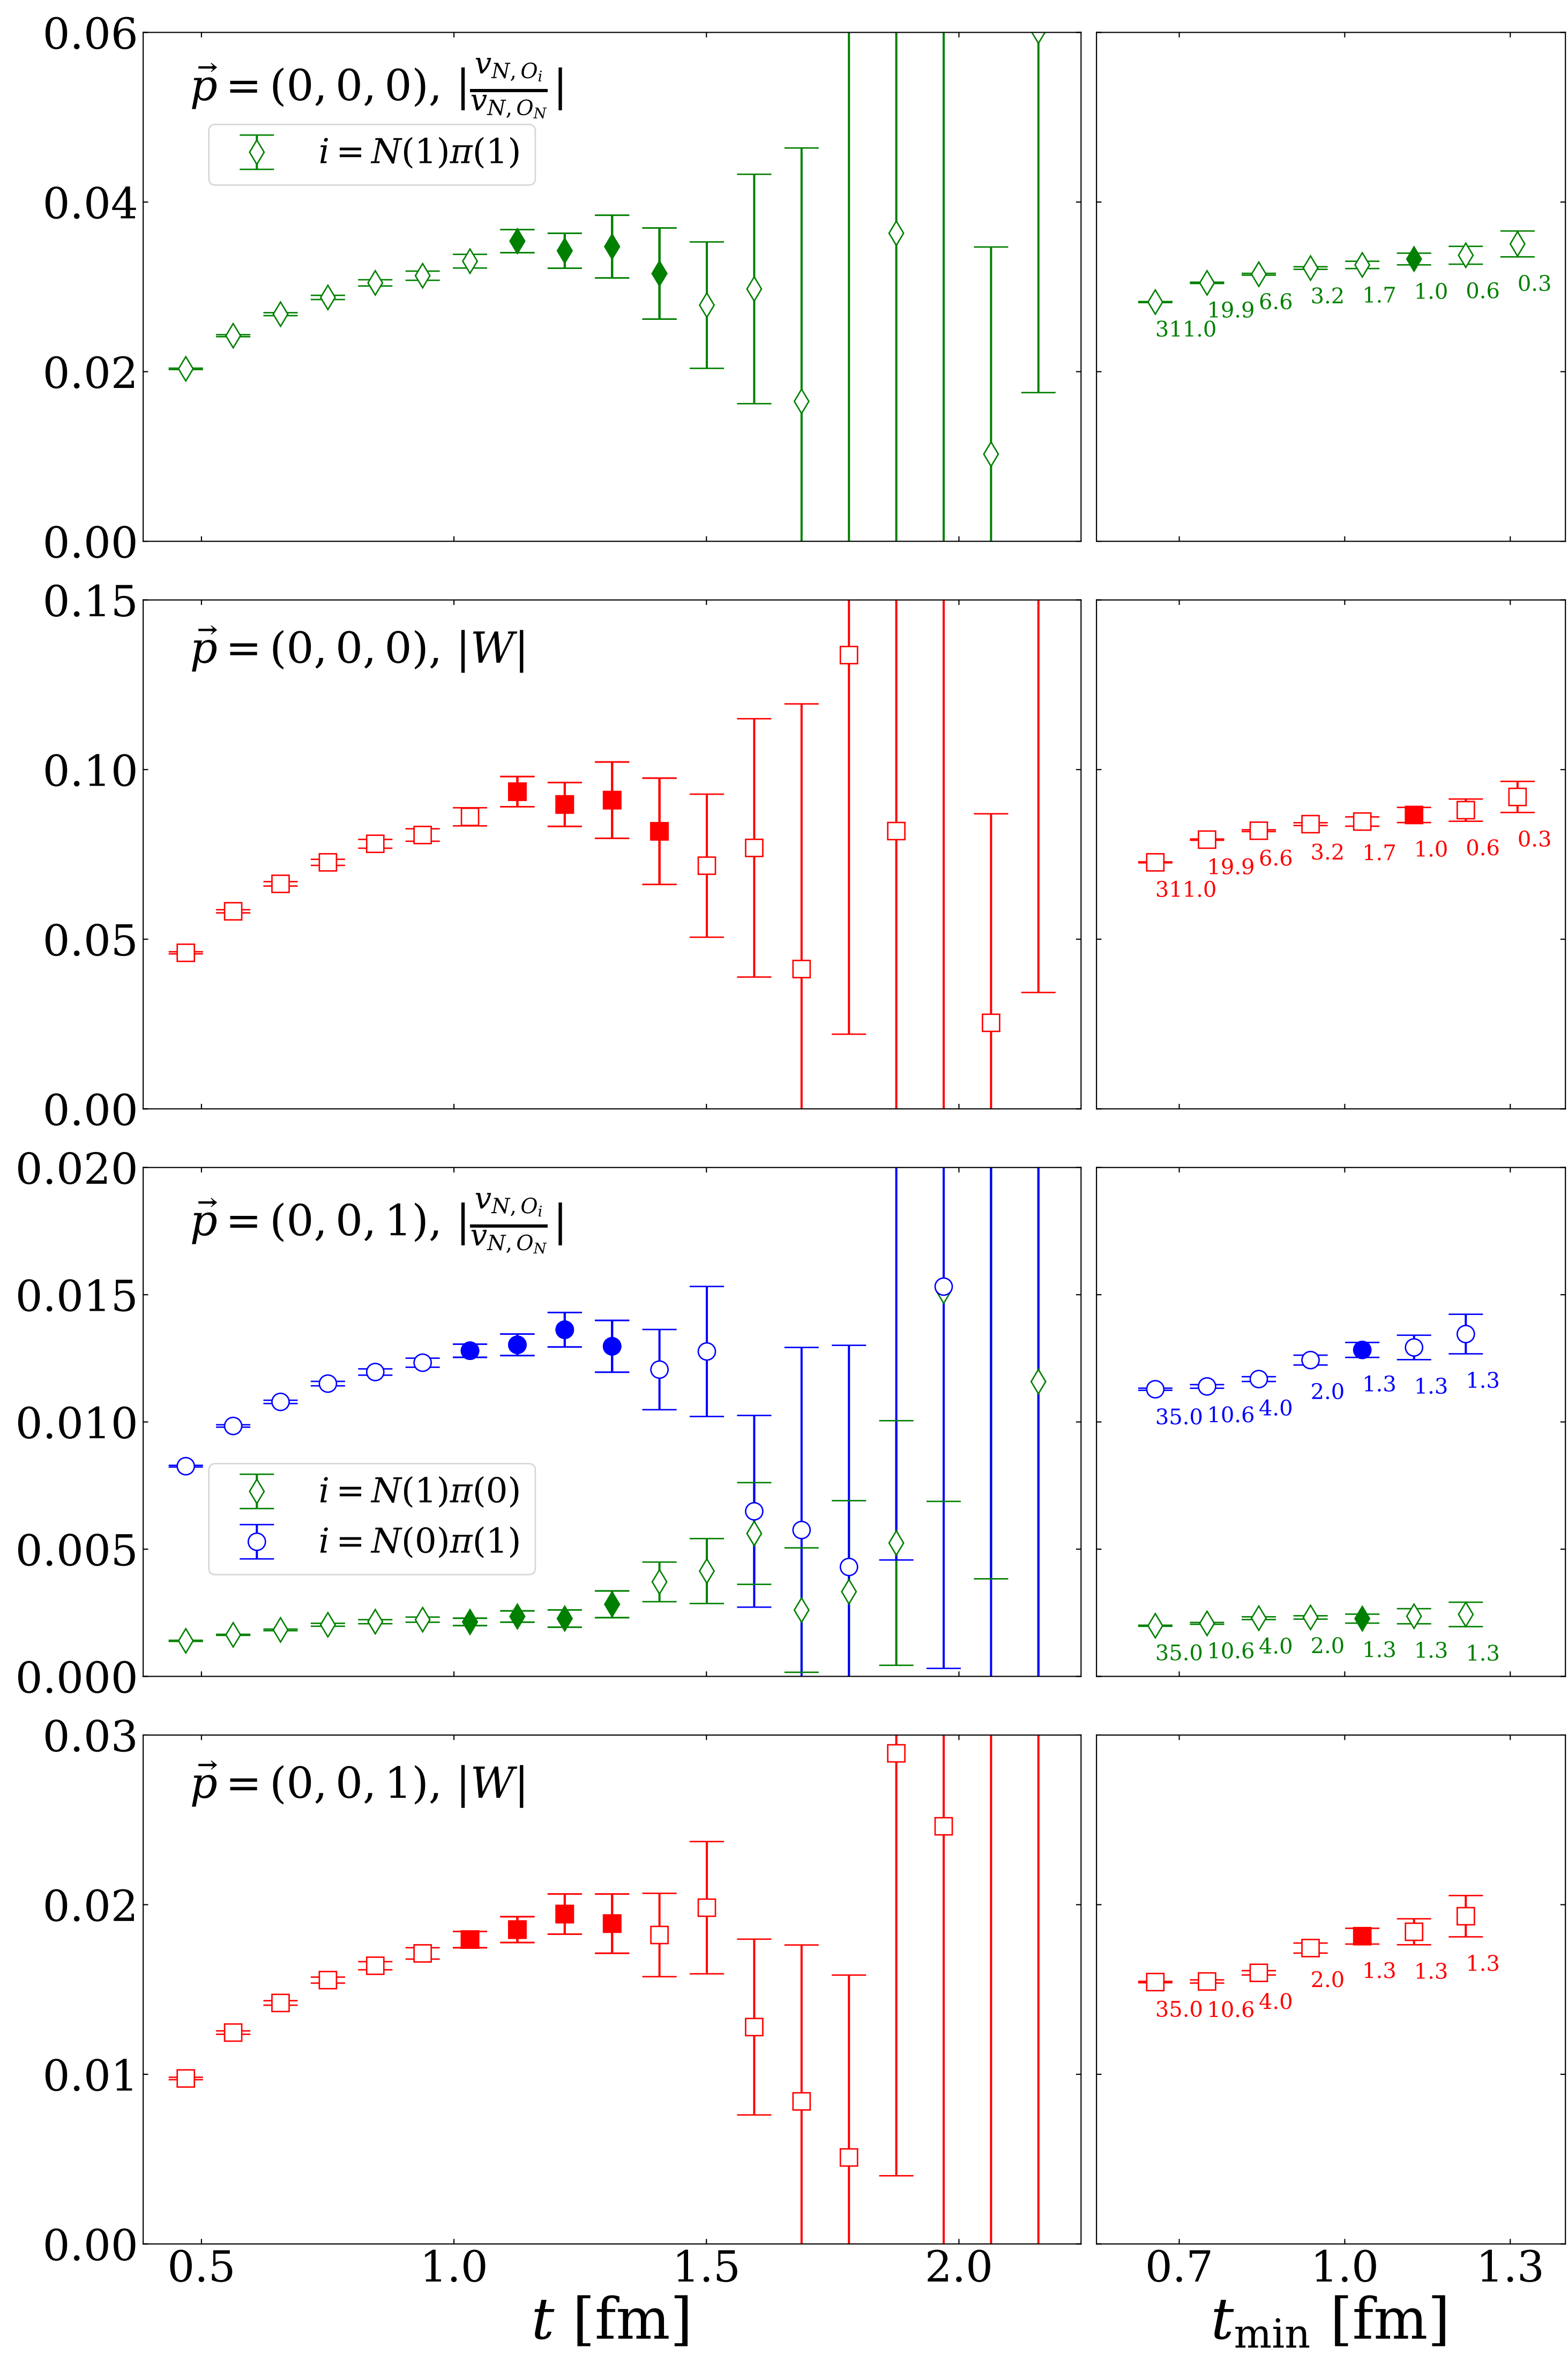 0.06
0.04
0.02
0.00
p⃗ = (0, 0, 0), |v_{N, O_i}/v_{N, O_N}|
i = N(1)π(1)
311.0 19.9 6.6 3.2 1.7 1.0 0.6 0.3
0.15
0.10
0.05
0.00
p⃗ = (0, 0, 0), |W|
311.0 19.9 6.6 3.2 1.7 1.0 0.6 0.3
0.020
0.015
0.010
0.005
0.000
p⃗ = (0, 0, 1), |v_{N, O_i}/v_{N, O_N}|
i = N(1)π(0)
i = N(0)π(1)
35.0 10.6 4.0 2.0 1.3 1.3 1.3
35.0 10.6 4.0 2.0 1.3 1.3 1.3
0.03
0.02
0.01
0.00
p⃗ = (0, 0, 1), |W|
35.0 10.6 4.0 2.0 1.3 1.3 1.3
0.5 1.0 1.5 2.0
0.7 1.0 1.3
t [fm]
t_min [fm]